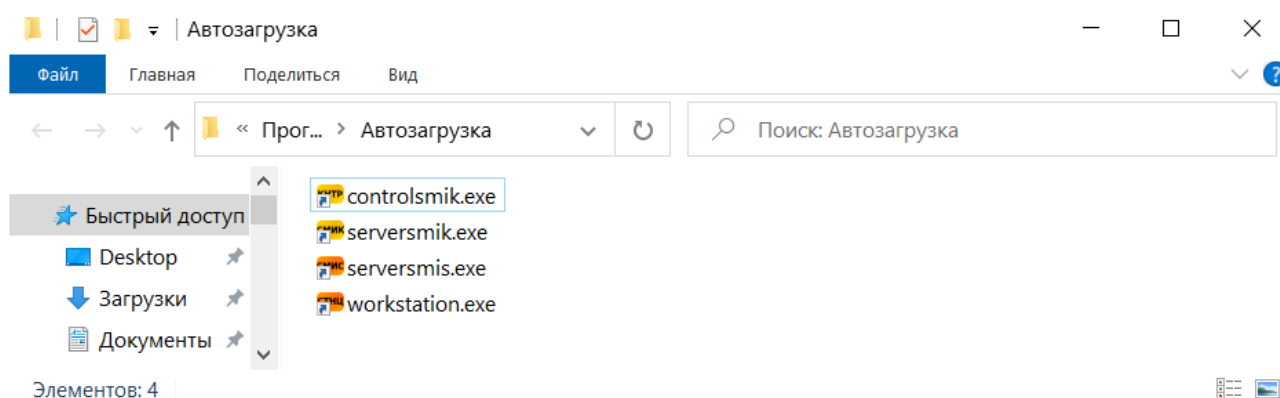 Автозагрузка
Файл Главная Поделиться Вид
« Прог... > Автозагрузка Поиск: Автозагрузка
Быстрый доступ
Desktop
Загрузки
Документы
controlsmik.exe
serversmik.exe
serversmis.exe
workstation.exe
Элементов: 4